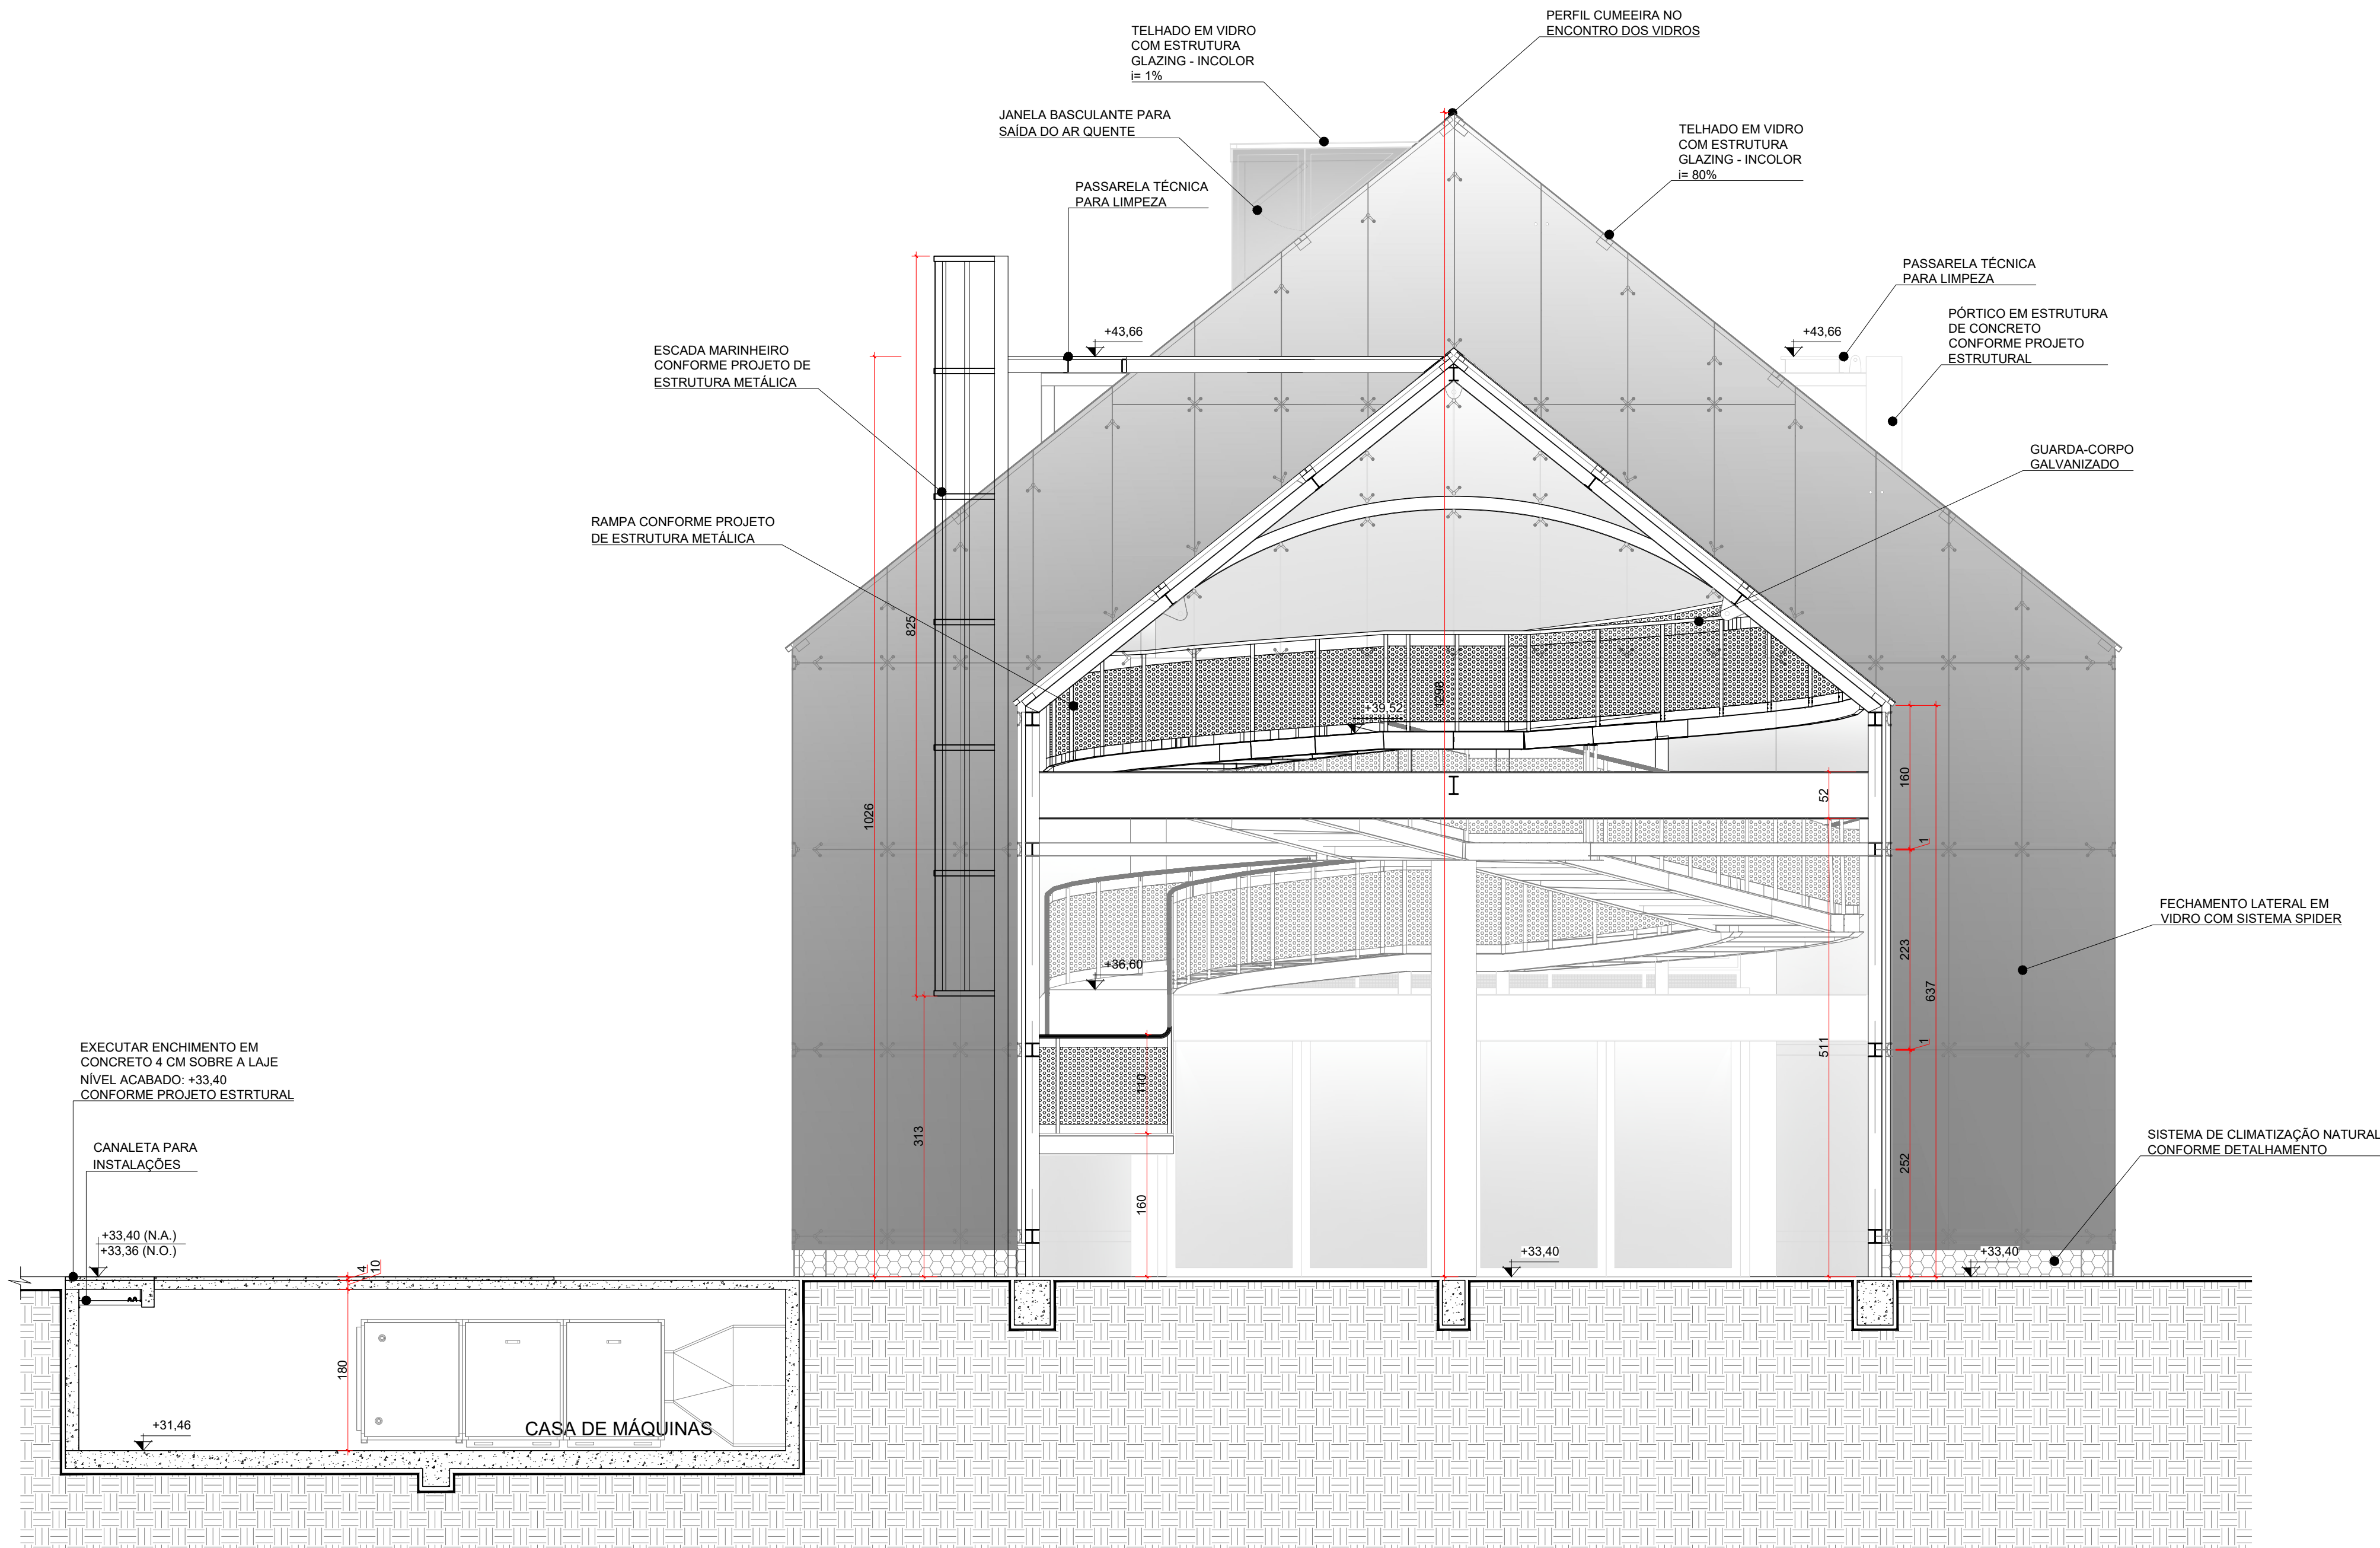 PERFIL CUMEEIRA NO
ENCONTRO DOS VIDROS
TELHADO EM VIDRO
COM ESTRUTURA
GLAZING - INCOLOR
i= 1%
JANELA BASCULANTE PARA
SAÍDA DO AR QUENTE
TELHADO EM VIDRO
COM ESTRUTURA
GLAZING - INCOLOR
i= 80%
PASSARELA TÉCNICA
PARA LIMPEZA
PASSARELA TÉCNICA
PARA LIMPEZA
PÓRTICO EM ESTRUTURA
DE CONCRETO
CONFORME PROJETO
ESTRUTURAL
+43,66
+43,66
ESCADA MARINHEIRO
CONFORME PROJETO DE
ESTRUTURA METÁLICA
GUARDA-CORPO
GALVANIZADO
RAMPA CONFORME PROJETO
DE ESTRUTURA METÁLICA
825
1298
+39,52
160
52
1026
1
FECHAMENTO LATERAL EM
VIDRO COM SISTEMA SPIDER
223
+36,60
637
EXECUTAR ENCHIMENTO EM
CONCRETO 4 CM SOBRE A LAJE
NÍVEL ACABADO: +33,40
CONFORME PROJETO ESTRTURAL
511
1
110
313
CANALETA PARA
INSTALAÇÕES
SISTEMA DE CLIMATIZAÇÃO NATURAL
CONFORME DETALHAMENTO
252
160
+33,40 (N.A.)
+33,36 (N.O.)
4
10
+33,40
+33,40
180
+31,46
CASA DE MÁQUINAS